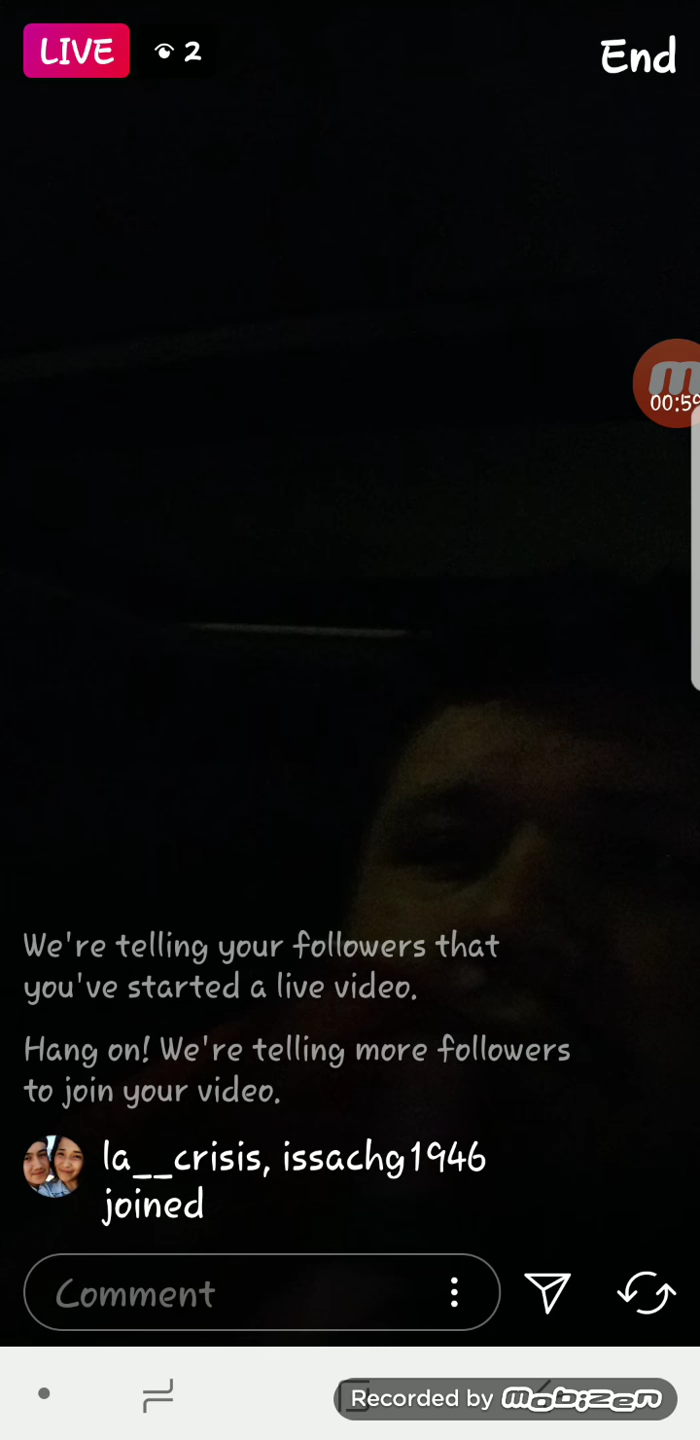 LIVE 2 End
00:59
We're telling your followers that
you've started a live video.
Hang on! We're telling more followers
to join your video.
la__crisis, issachg1946
joined
Comment
Recorded by mobizen